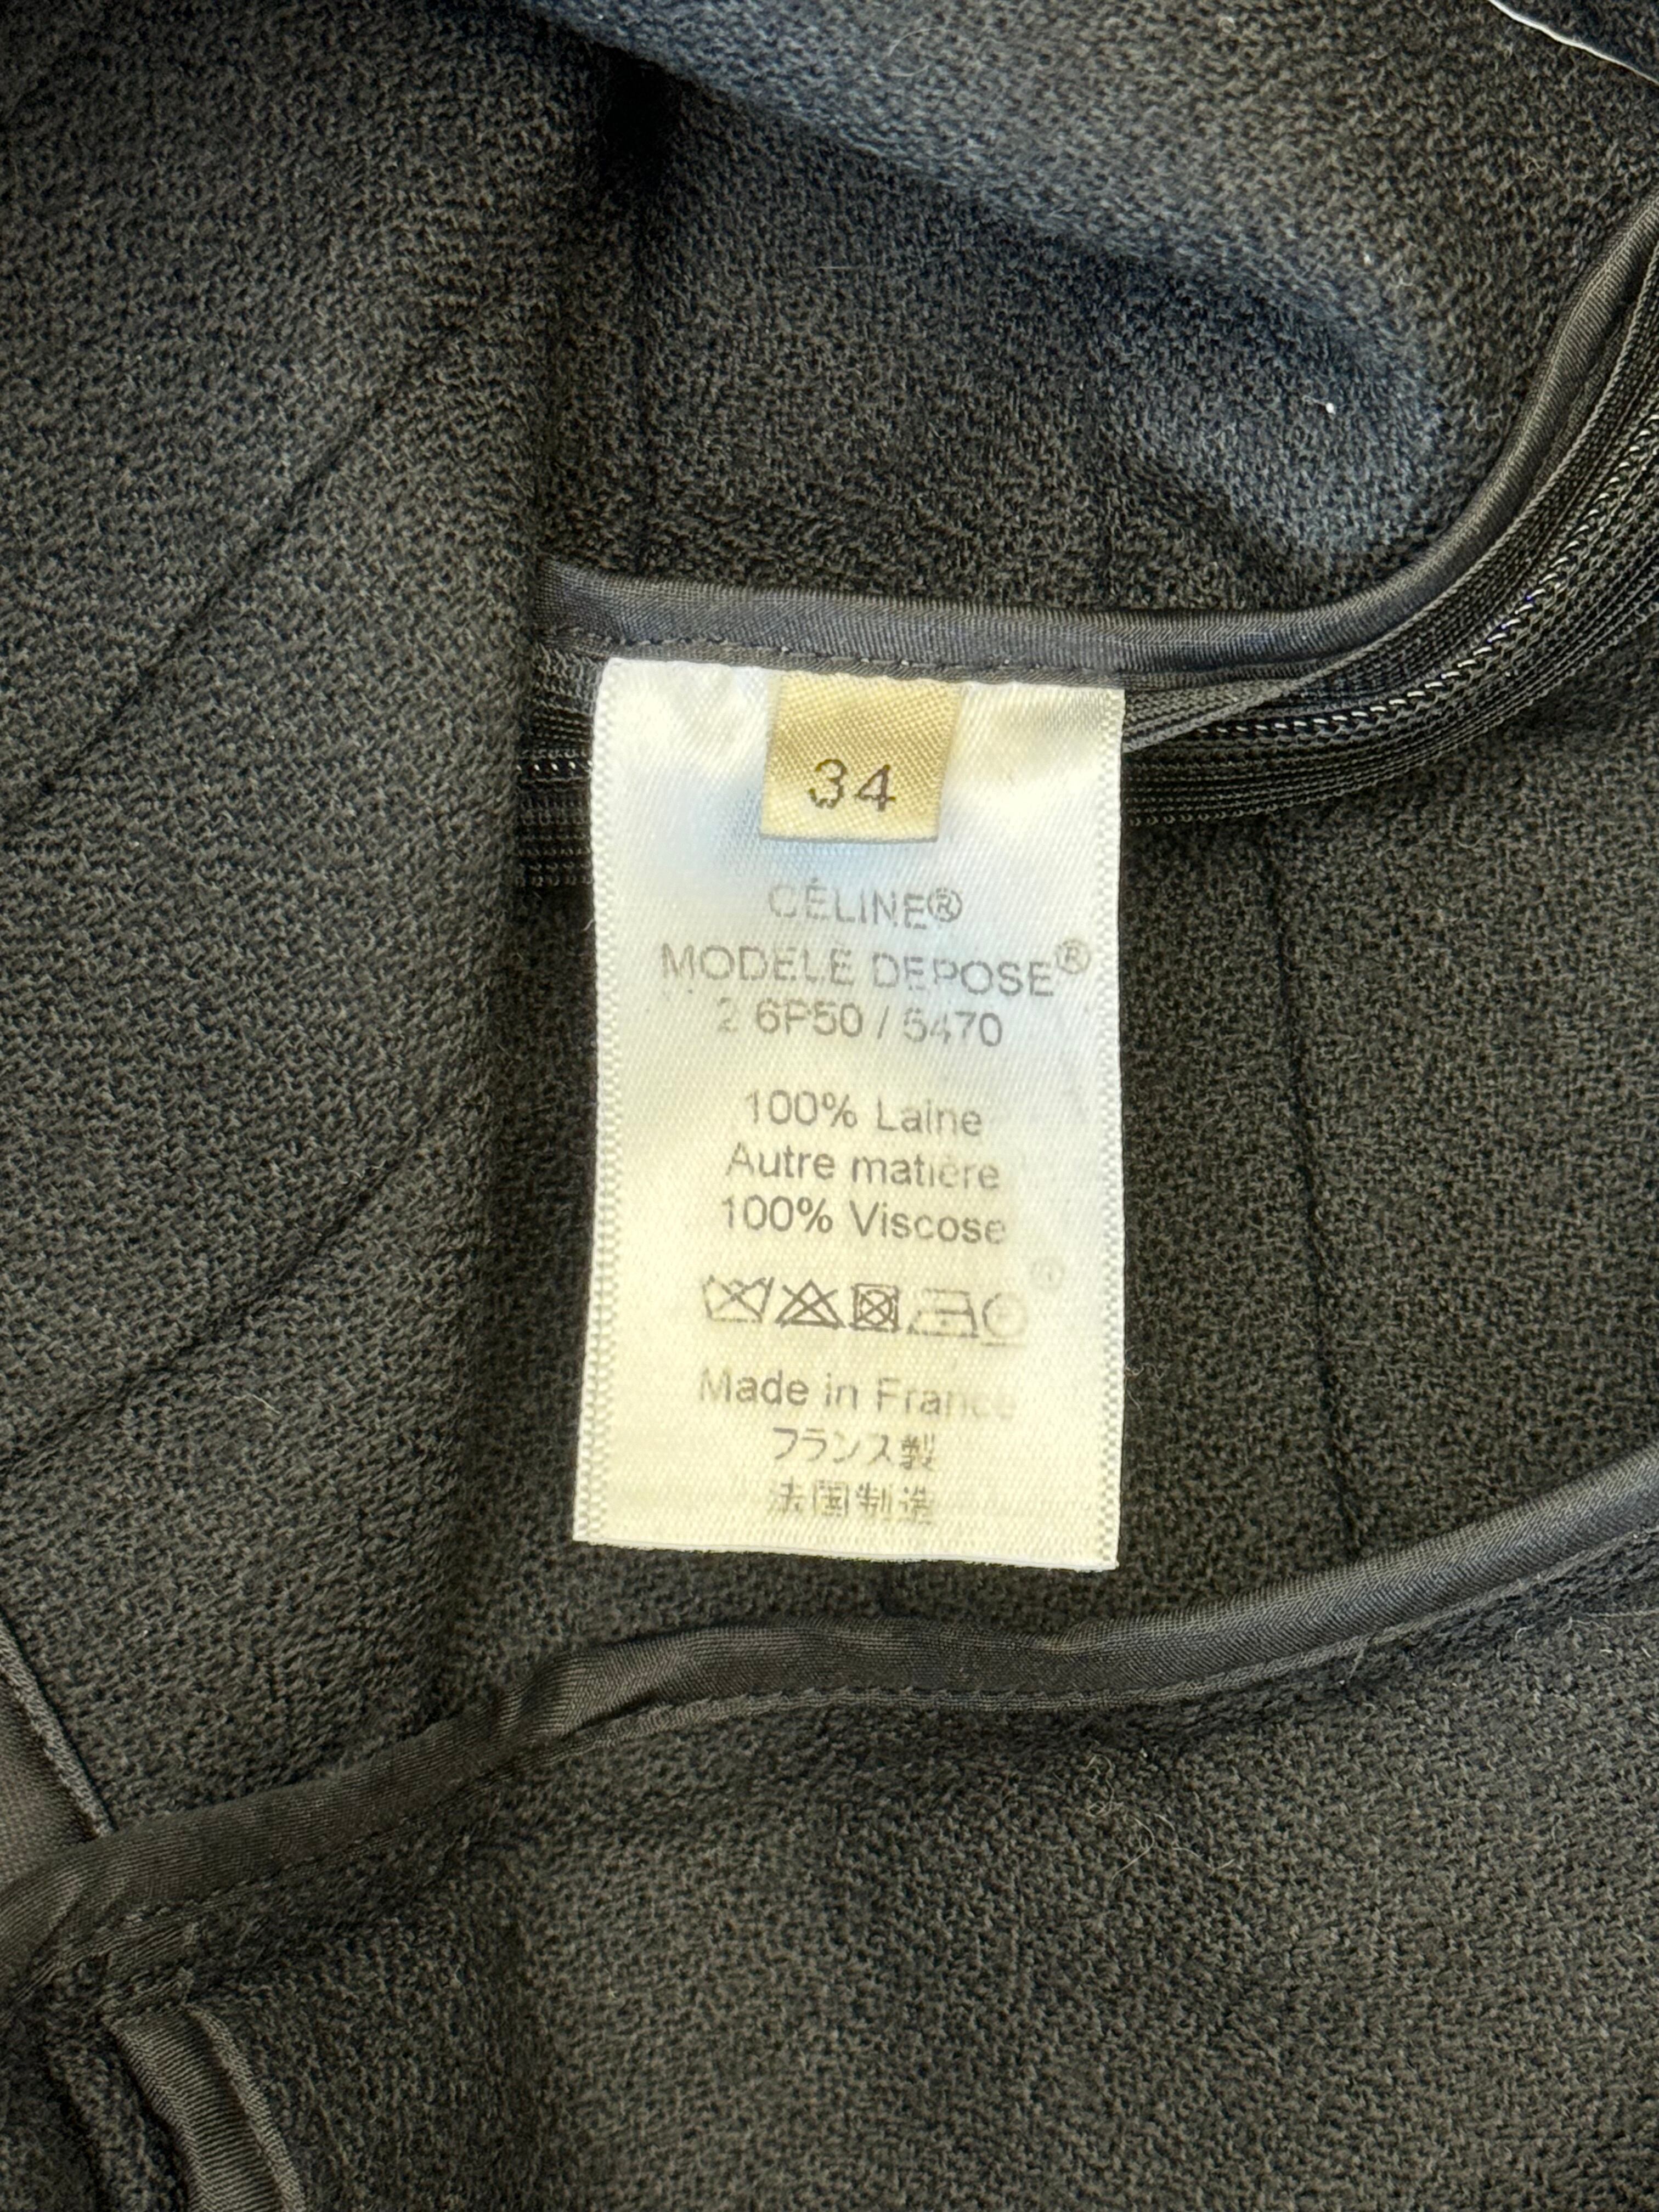 34
CÉLINE®
MODELE DEPOSE®
2 6P50 / 5470
100% Laine
Autre matière
100% Viscose
Made in France
フランス製
法国制造